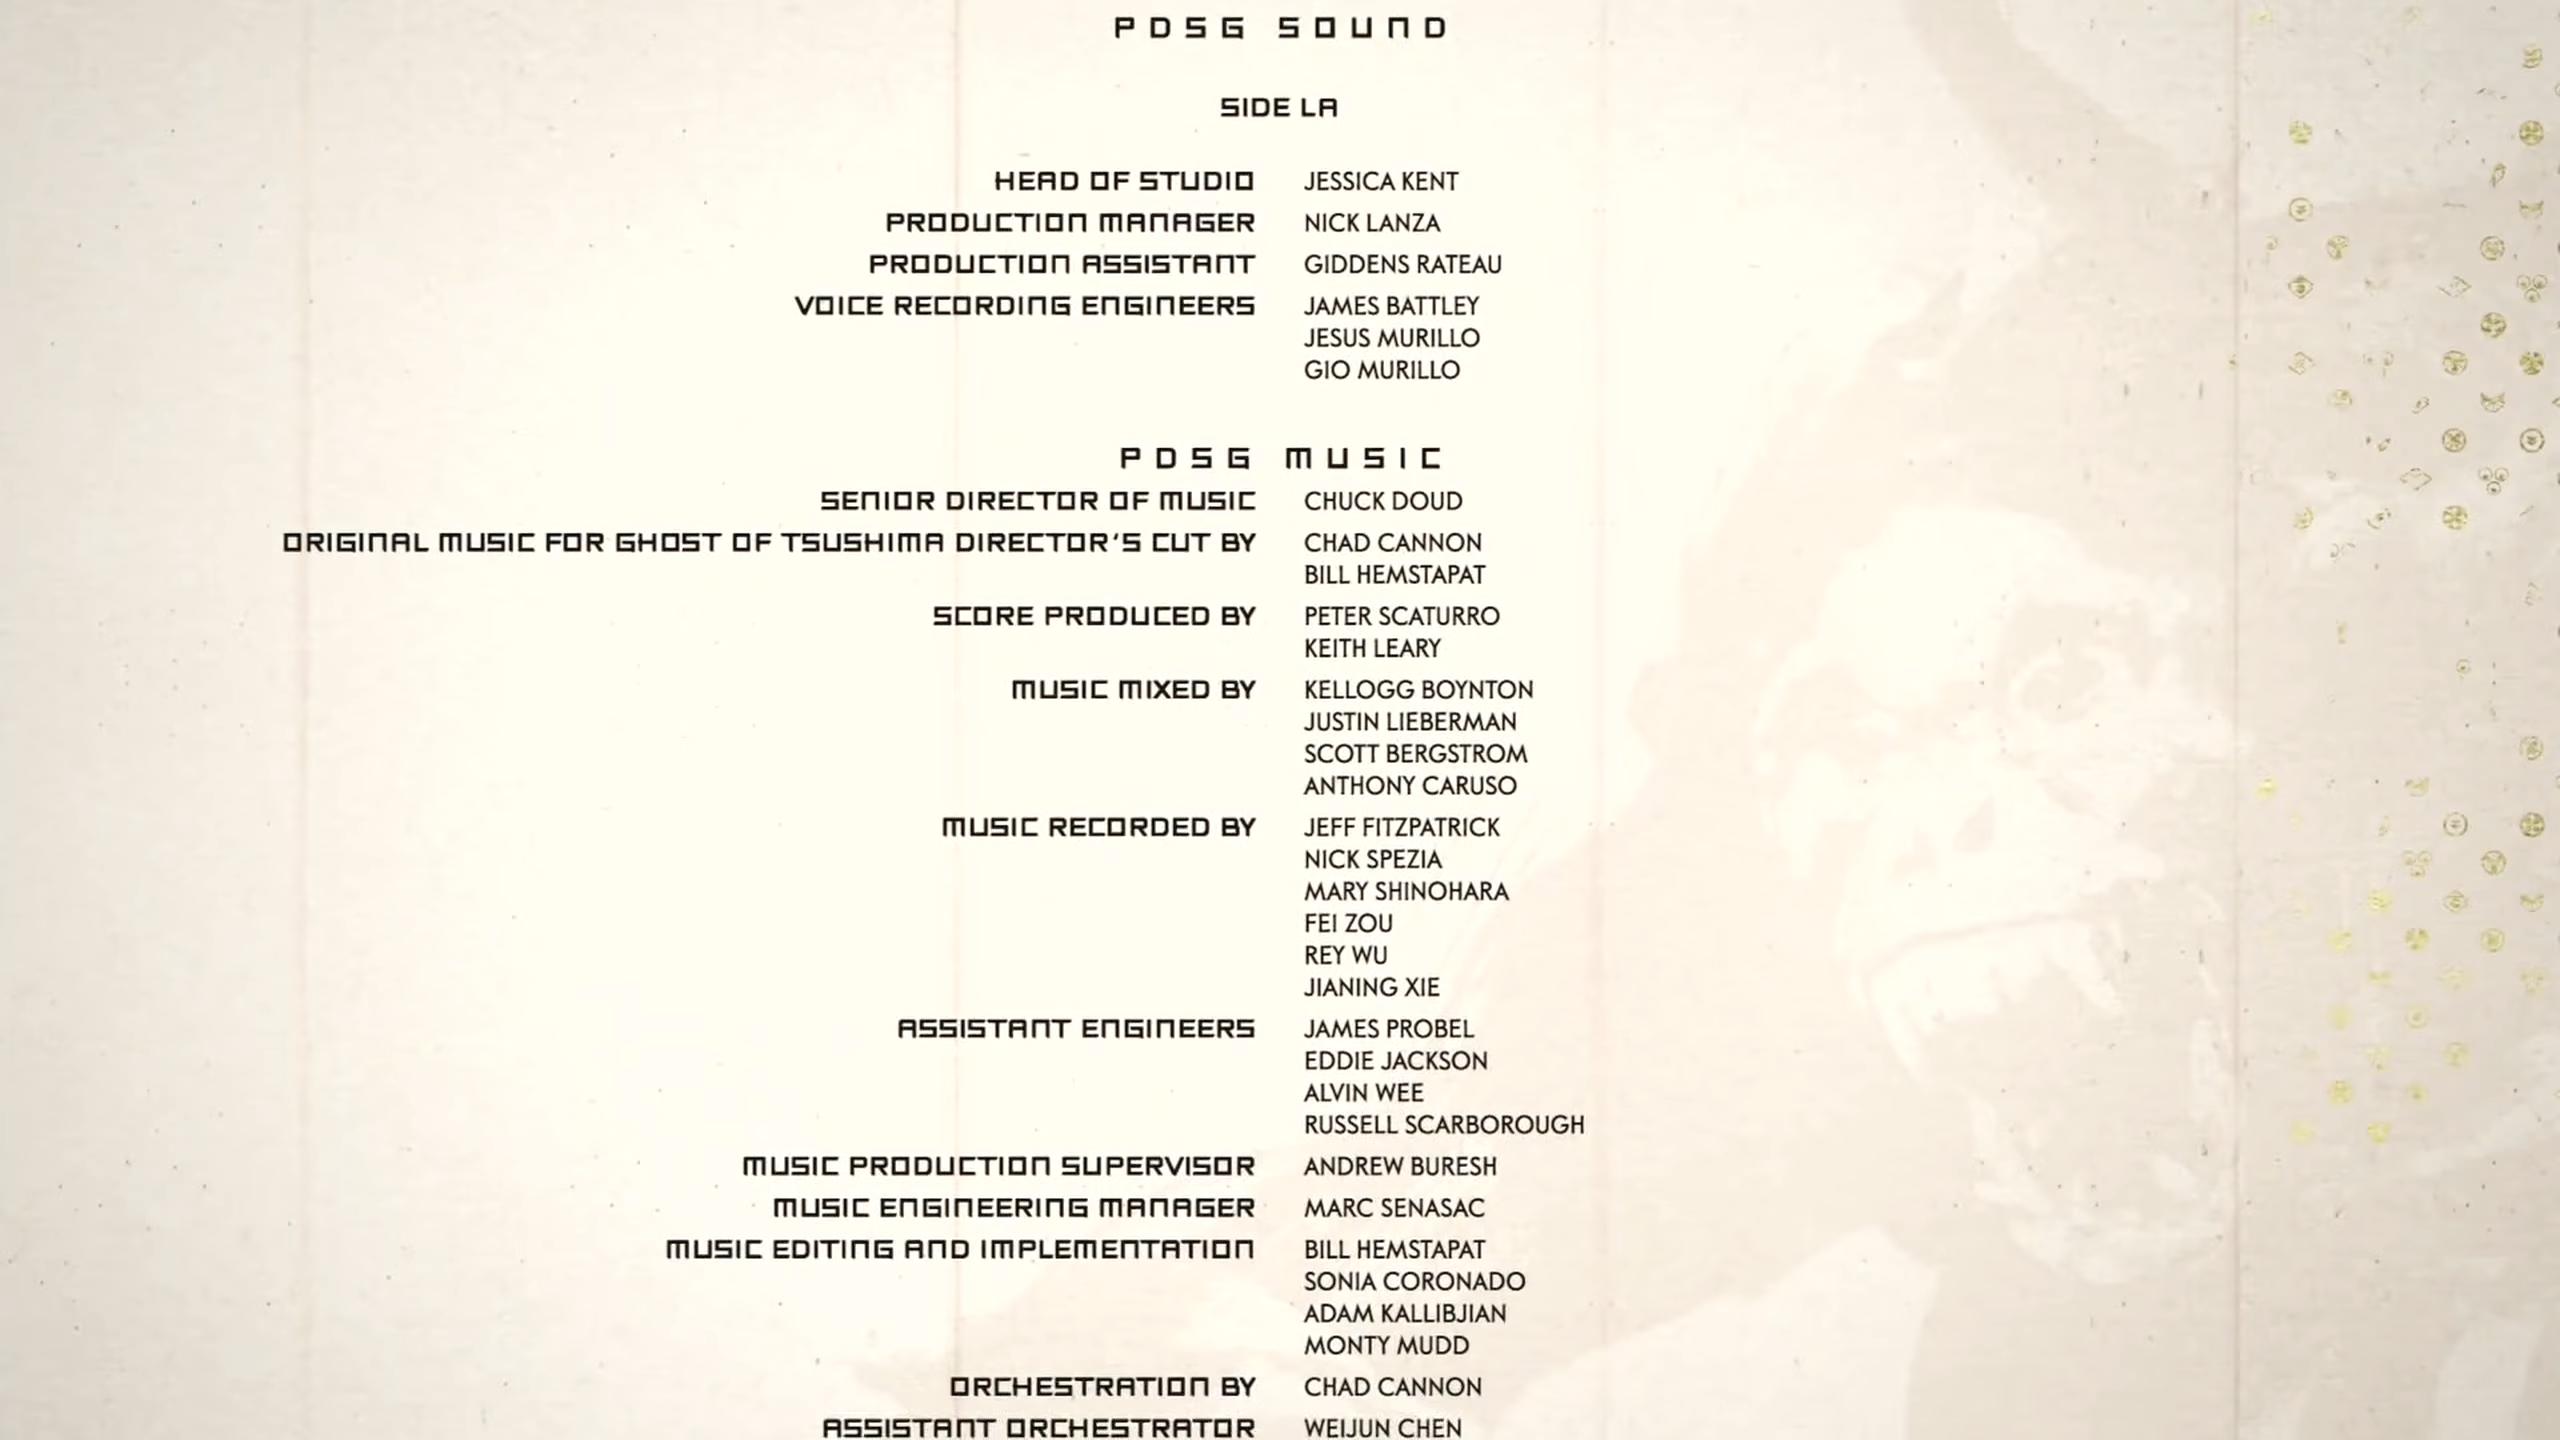 PDSG SOUND
SIDE LA
HEAD OF STUDIO JESSICA KENT
PRODUCTION MANAGER NICK LANZA
PRODUCTION ASSISTANT GIDDENS RATEAU
VOICE RECORDING ENGINEERS JAMES BATTLEY
JESUS MURILLO
GIO MURILLO
PDSG MUSIC
SENIOR DIRECTOR OF MUSIC CHUCK DOUD
ORIGINAL MUSIC FOR GHOST OF TSUSHIMA DIRECTOR'S CUT BY CHAD CANNON
BILL HEMSTAPAT
SCORE PRODUCED BY PETER SCATURRO
KEITH LEARY
MUSIC MIXED BY KELLOGG BOYNTON
JUSTIN LIEBERMAN
SCOTT BERGSTROM
ANTHONY CARUSO
MUSIC RECORDED BY JEFF FITZPATRICK
NICK SPEZIA
MARY SHINOHARA
FEI ZOU
REY WU
JIANING XIE
ASSISTANT ENGINEERS JAMES PROBEL
EDDIE JACKSON
ALVIN WEE
RUSSELL SCARBOROUGH
MUSIC PRODUCTION SUPERVISOR ANDREW BURESH
MUSIC ENGINEERING MANAGER MARC SENASAC
MUSIC EDITING AND IMPLEMENTATION BILL HEMSTAPAT
SONIA CORONADO
ADAM KALLIBJIAN
MONTY MUDD
ORCHESTRATION BY CHAD CANNON
ASSISTANT ORCHESTRATOR WEIJUN CHEN